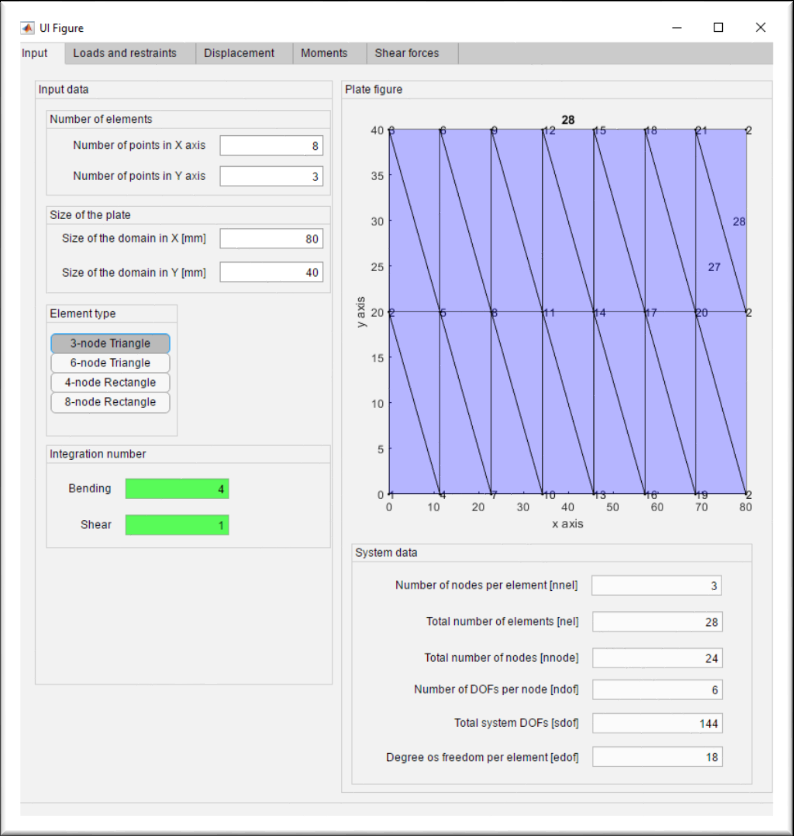 UI Figure
Input Loads and restraints Displacement Moments Shear forces
Input data
Number of elements
Number of points in X axis 8
Number of points in Y axis 3
Size of the plate
Size of the domain in X [mm] 80
Size of the domain in Y [mm] 40
Element type
3-node Triangle
6-node Triangle
4-node Rectangle
8-node Rectangle
Integration number
Bending 4
Shear 1
Plate figure
28
40 3 6 9 12 15 18 21 2
35
30 28
25 27
y axis
20 2 5 8 11 14 17 20 2
15
10
5
0 1 4 7 10 13 16 19 2
0 10 20 30 40 50 60 70 80
x axis
System data
Number of nodes per element [nnel] 3
Total number of elements [nel] 28
Total number of nodes [nnode] 24
Number of DOFs per node [ndof] 6
Total system DOFs [sdof] 144
Degree os freedom per element [edof] 18